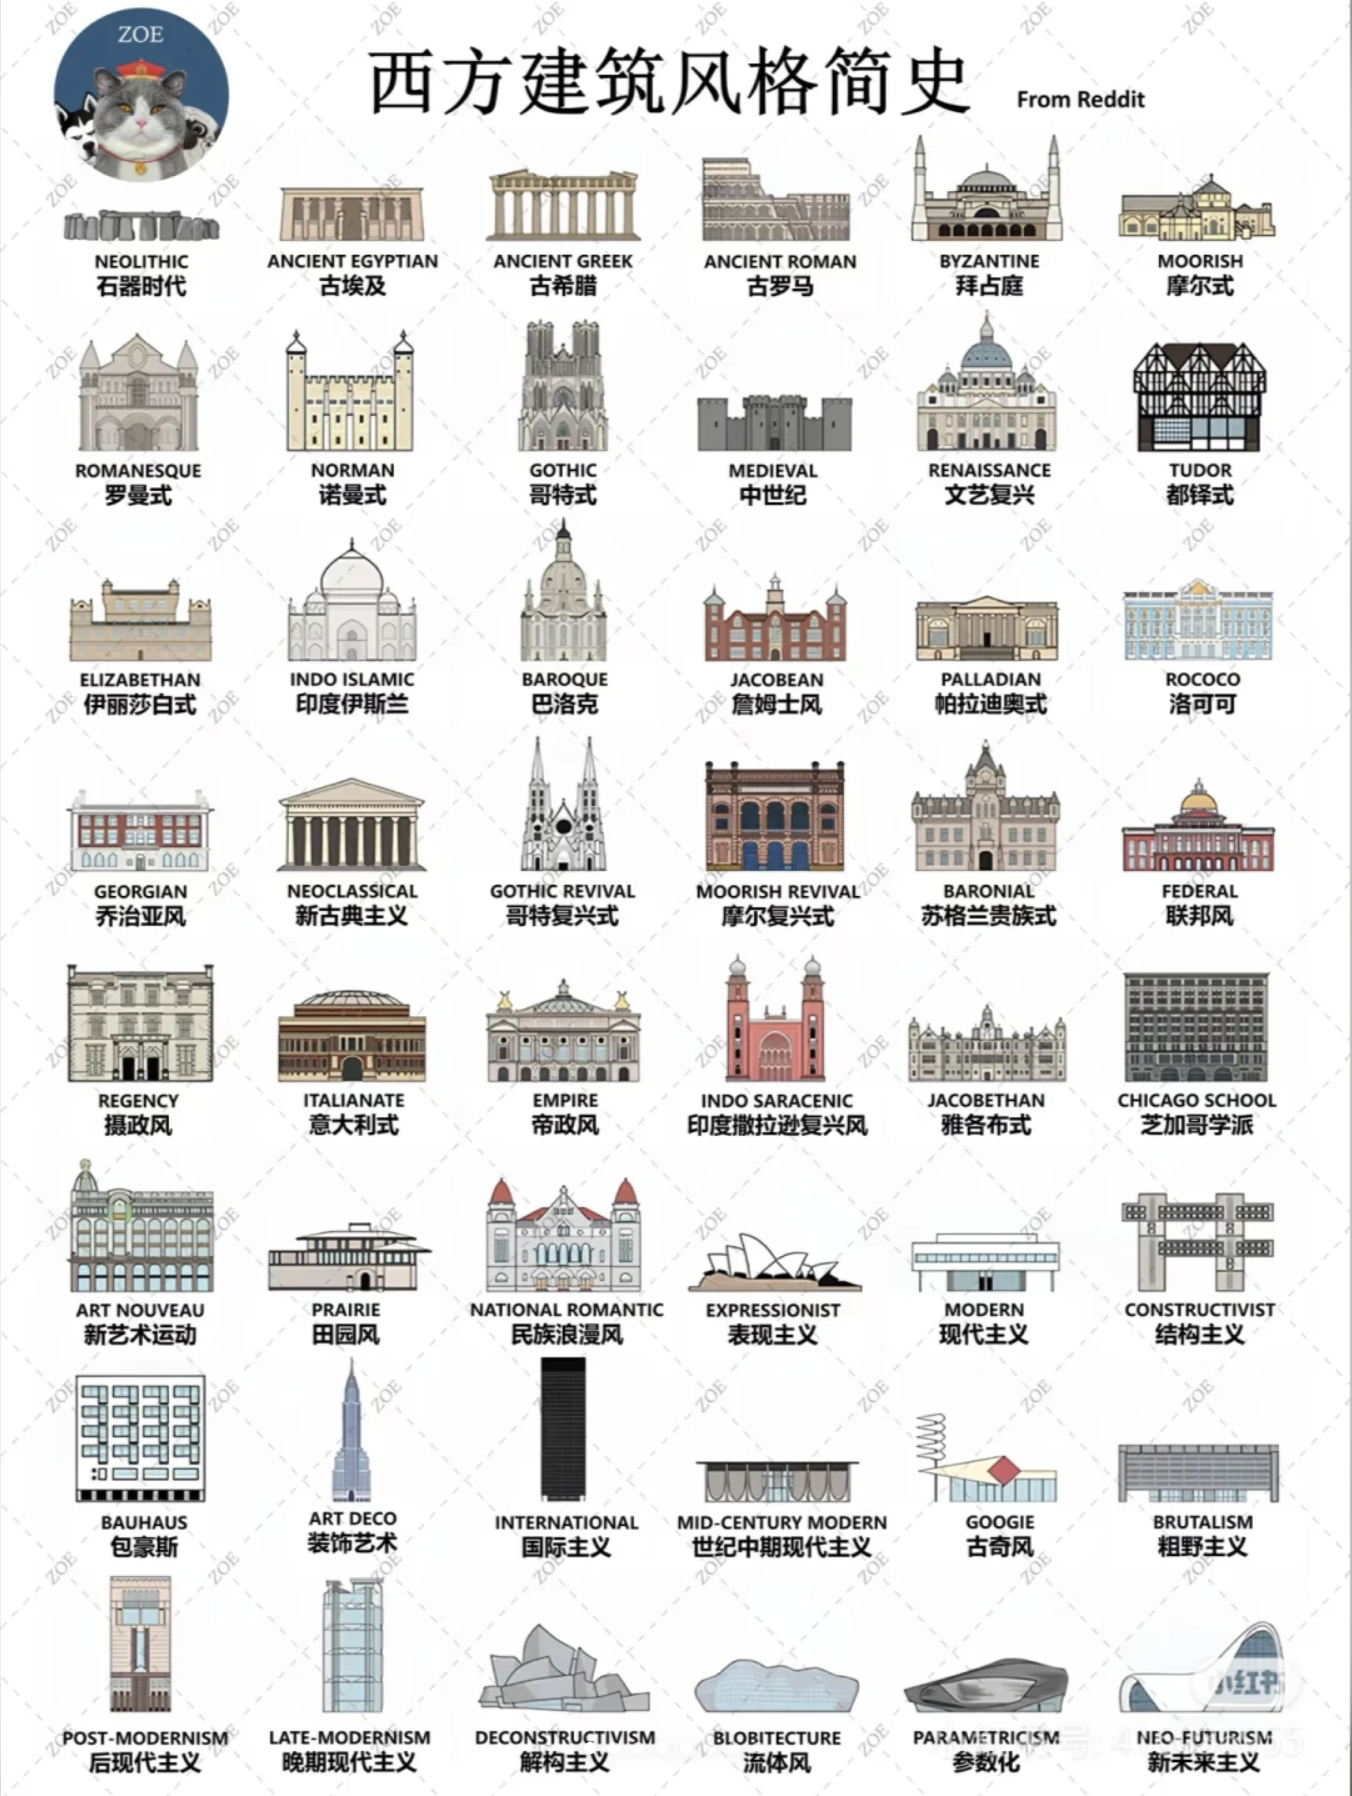 ZOE
西方建筑风格简史
From Reddit
NEOLITHIC
石器时代
ANCIENT EGYPTIAN
古埃及
ANCIENT GREEK
古希腊
ANCIENT ROMAN
古罗马
BYZANTINE
拜占庭
MOORISH
摩尔式
ROMANESQUE
罗曼式
NORMAN
诺曼式
GOTHIC
哥特式
MEDIEVAL
中世纪
RENAISSANCE
文艺复兴
TUDOR
都铎式
ELIZABETHAN
伊丽莎白式
INDO ISLAMIC
印度伊斯兰
BAROQUE
巴洛克
JACOBEAN
詹姆士风
PALLADIAN
帕拉迪奥式
ROCOCO
洛可可
GEORGIAN
乔治亚风
NEOCLASSICAL
新古典主义
GOTHIC REVIVAL
哥特复兴式
MOORISH REVIVAL
摩尔复兴式
BARONIAL
苏格兰贵族式
FEDERAL
联邦风
REGENCY
摄政风
ITALIANATE
意大利式
EMPIRE
帝政风
INDO SARACENIC
印度撒拉逊复兴风
JACOBETHAN
雅各布式
CHICAGO SCHOOL
芝加哥学派
ART NOUVEAU
新艺术运动
PRAIRIE
田园风
NATIONAL ROMANTIC
民族浪漫风
EXPRESSIONIST
表现主义
MODERN
现代主义
CONSTRUCTIVIST
结构主义
BAUHAUS
包豪斯
ART DECO
装饰艺术
INTERNATIONAL
国际主义
MID-CENTURY MODERN
世纪中期现代主义
GOOGIE
古奇风
BRUTALISM
粗野主义
POST-MODERNISM
后现代主义
LATE-MODERNISM
晚期现代主义
DECONSTRUCTIVISM
解构主义
BLOBITECTURE
流体风
PARAMETRICISM
参数化
NEO-FUTURISM
新未来主义
小红书